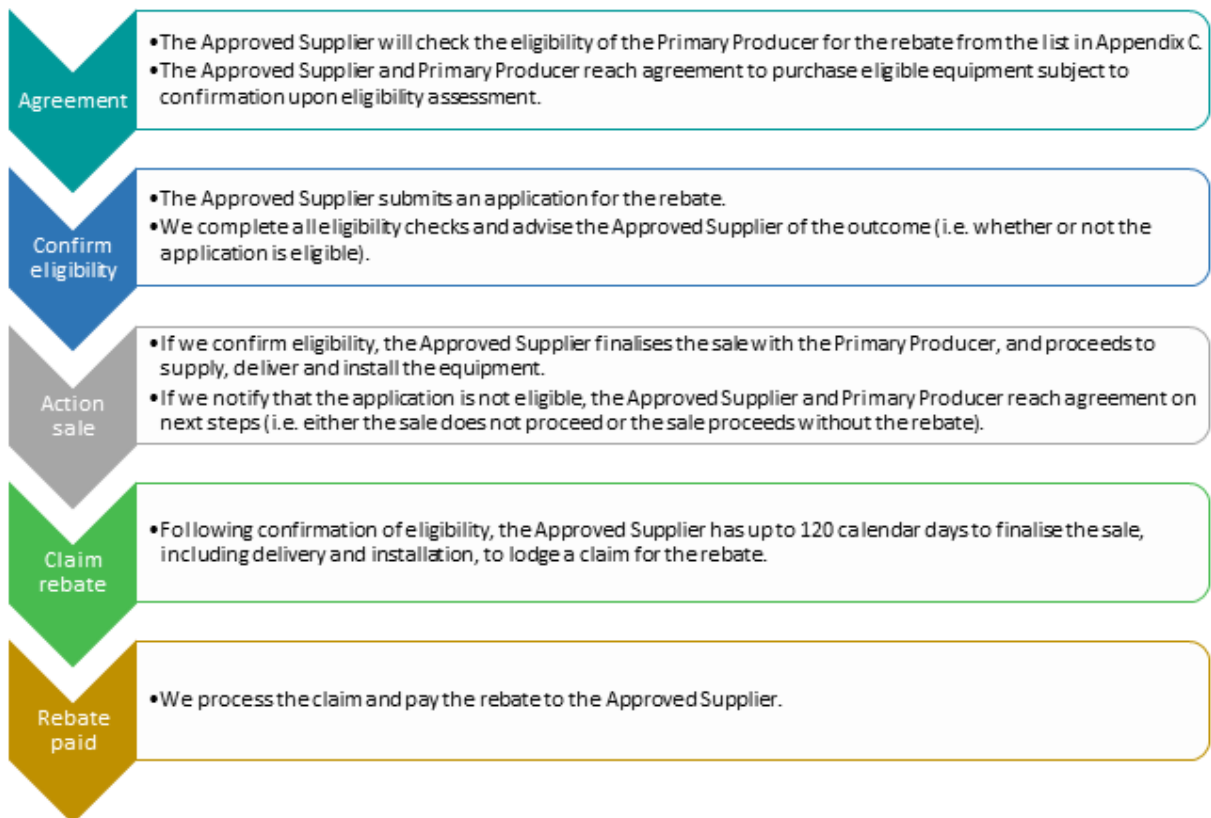 Agreement
•The Approved Supplier will check the eligibility of the Primary Producer for the rebate from the list in Appendix C.
•The Approved Supplier and Primary Producer reach agreement to purchase eligible equipment subject to
confirmation upon eligibility assessment.
Confirm
eligibility
•The Approved Supplier submits an application for the rebate.
•We complete all eligibility checks and advise the Approved Supplier of the outcome (i.e. whether or not the
application is eligible).
Action
sale
•If we confirm eligibility, the Approved Supplier finalises the sale with the Primary Producer, and proceeds to
supply, deliver and install the equipment.
•If we notify that the application is not eligible, the Approved Supplier and Primary Producer reach agreement on
next steps (i.e. either the sale does not proceed or the sale proceeds without the rebate).
Claim
rebate
•Following confirmation of eligibility, the Approved Supplier has up to 120 calendar days to finalise the sale,
including delivery and installation, to lodge a claim for the rebate.
Rebate
paid
•We process the claim and pay the rebate to the Approved Supplier.